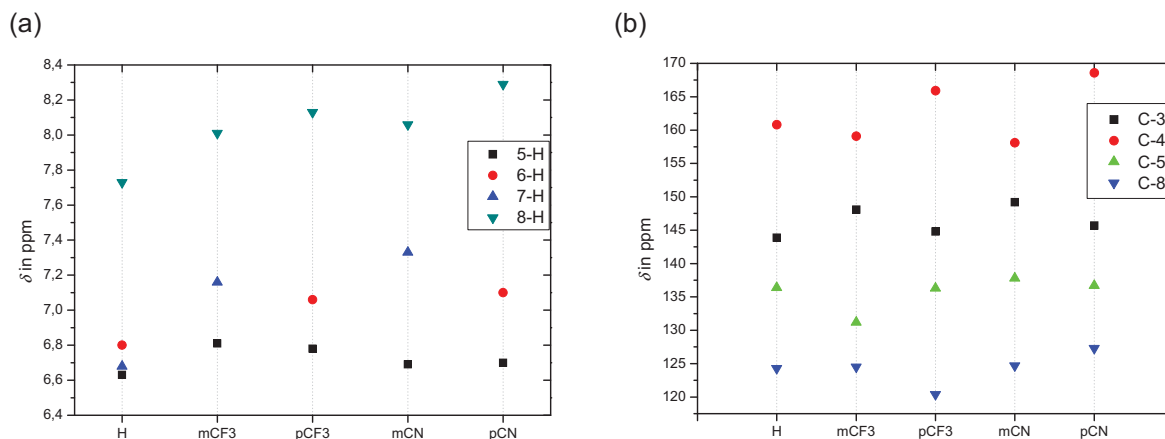 (a)
8,4
8,2
8,0
7,8
7,6
7,4
7,2
7,0
6,8
6,6
6,4
δ in ppm
H mCF3 pCF3 mCN pCN
5-H
6-H
7-H
8-H
(b)
170
165
160
155
150
145
140
135
130
125
120
δ in ppm
H mCF3 pCF3 mCN pCN
C-3
C-4
C-5
C-8